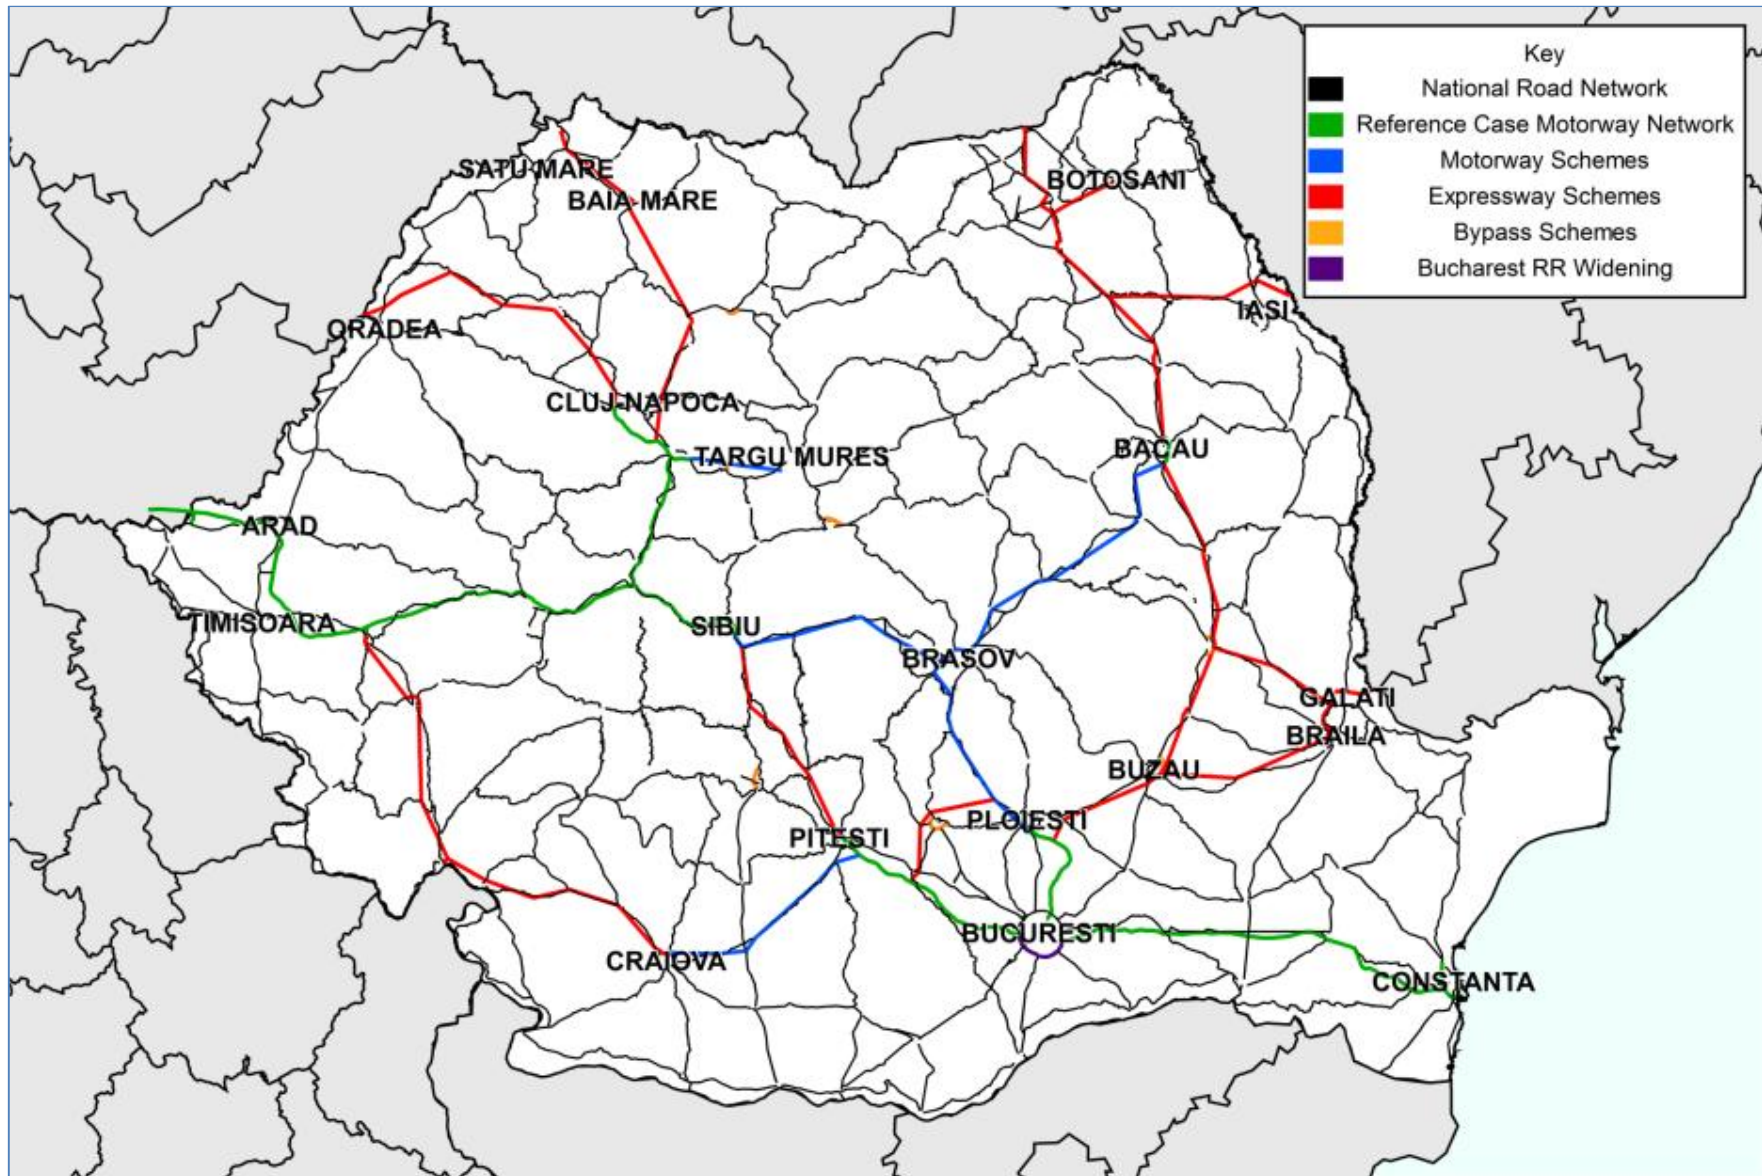 Key
National Road Network
Reference Case Motorway Network
Motorway Schemes
Expressway Schemes
Bypass Schemes
Bucharest RR Widening
SATU MARE
BAIA-MARE
BOTOSANI
ORADEA
IASI
CLUJ-NAPOCA
TARGU MURES
BACAU
ARAD
TIMISOARA
SIBIU
BRASOV
GALATI
BRAILA
BUZAU
PLOIESTI
PITESTI
BUCURESTI
CRAIOVA
CONSTANTA